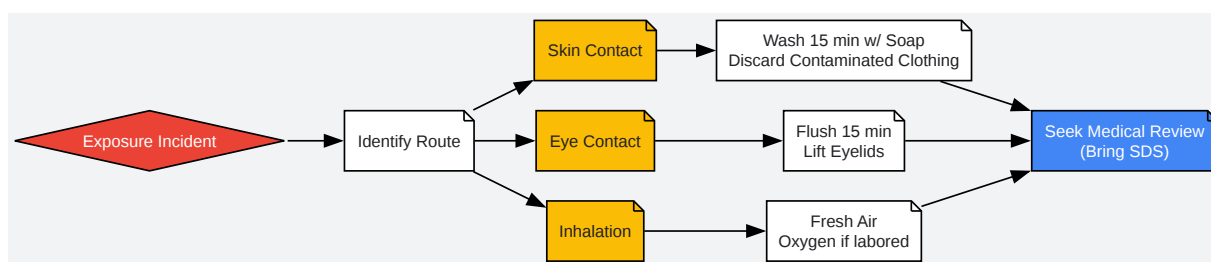 Exposure Incident
Identify Route
Skin Contact
Wash 15 min w/ Soap
Discard Contaminated Clothing
Eye Contact
Flush 15 min
Lift Eyelids
Inhalation
Fresh Air
Oxygen if labored
Seek Medical Review
(Bring SDS)